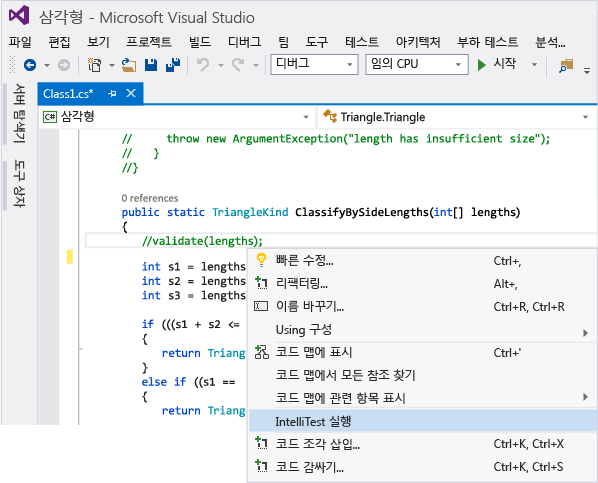 삼각형 - Microsoft Visual Studio
파일 편집 보기 프로젝트 빌드 디버그 팀 도구 테스트 아키텍처 부하 테스트 분석...
디버그 임의 CPU 시작
서버 탐색기
도구 상자
Class1.cs*
C# 삼각형 Triangle.Triangle
// throw new ArgumentException("length has insufficient size");
// }
//}
0 references
public static TriangleKind ClassifyBySideLengths(int[] lengths)
{
//validate(lengths);
int s1 = lengths
int s2 = lengths
int s3 = lengths
if (((s1 + s2 <=
{
return Triang
}
else if ((s1 ==
{
return Triang
빠른 수정... Ctrl+,
리팩터링... Alt+,
이름 바꾸기... Ctrl+R, Ctrl+R
Using 구성
코드 맵에 표시 Ctrl+'
코드 맵에서 모든 참조 찾기
코드 맵에 관련 항목 표시
IntelliTest 실행
코드 조각 삽입... Ctrl+K, Ctrl+X
코드 감싸기... Ctrl+K, Ctrl+S